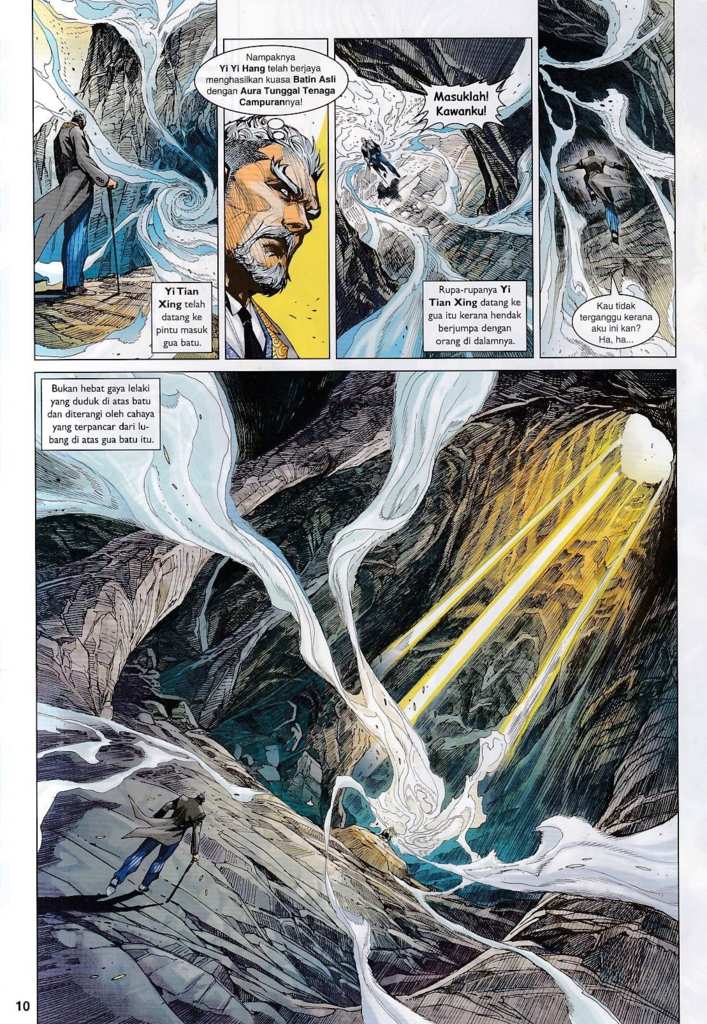 Nampaknya
Yi Yi Hang telah berjaya
menghasilkan kuasa Batin Asli
dengan Aura Tunggal Tenaga
Campurannya!
Yi Tian
Xing telah
datang ke
pintu masuk
gua batu.
Masuklah!
Kawanku!
Rupa-rupanya Yi
Tian Xing datang ke
gua itu kerana hendak
berjumpa dengan
orang di dalamnya.
Kau tidak
terganggu kerana
aku ini kan?
Ha, ha...
Bukan hebat gaya lelaki
yang duduk di atas batu
dan diterangi oleh cahaya
yang terpancar dari lu-
bang di atas gua batu itu.
10